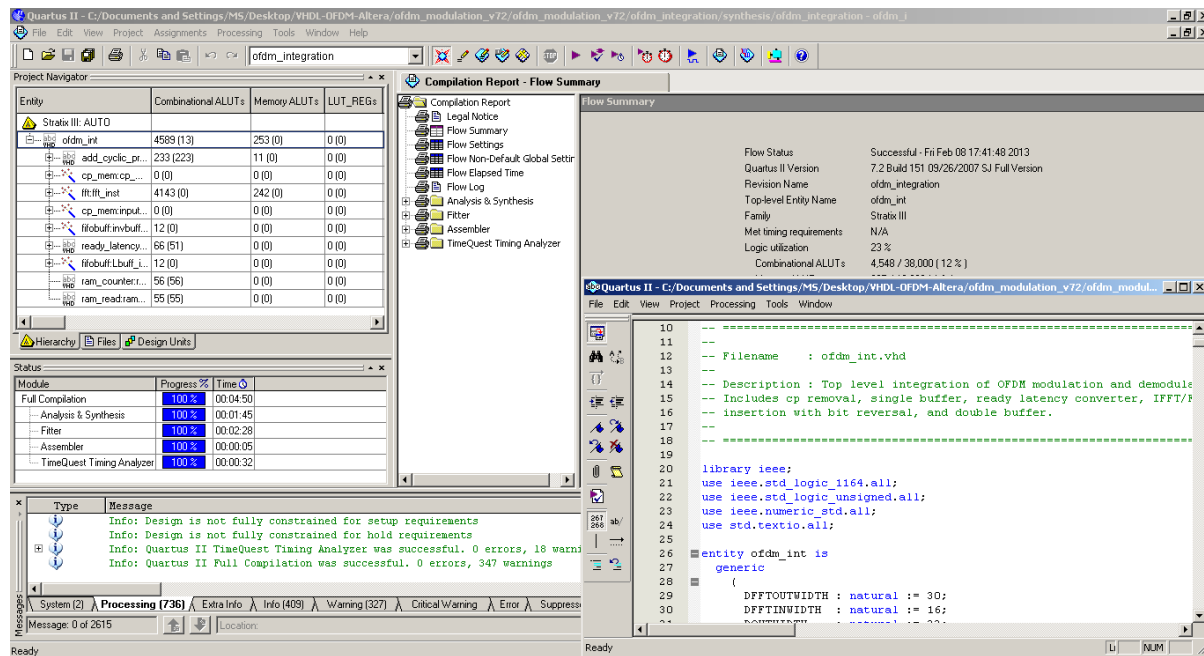 Quartus II - C:/Documents and Settings/MS/Desktop/VHDL-OFDM-Altera/ofdm_modulation_v72/ofdm_modulation_v72/ofdm_integration/synthesis/ofdm_integration - ofdm_i
File Edit View Project Assignments Processing Tools Window Help
ofdm_integration
Project Navigator
Entity Combinational ALUTs Memory ALUTs LUT_REGs
Stratix III: AUTO
ofdm_int 4589 (13) 253 (0) 0 (0)
add_cyclic_pr... 233 (223) 11 (0) 0 (0)
cp_mem:cp_... 0 (0) 0 (0) 0 (0)
fft:fft_inst 4143 (0) 242 (0) 0 (0)
cp_mem:input... 0 (0) 0 (0) 0 (0)
fifobuff:invbuff... 12 (0) 0 (0) 0 (0)
ready_latency... 66 (51) 0 (0) 0 (0)
fifobuff:Lbuff_i... 12 (0) 0 (0) 0 (0)
ram_counter:r... 56 (56) 0 (0) 0 (0)
ram_read:ram... 55 (55) 0 (0) 0 (0)
Hierarchy Files Design Units
Status
Module Progress % Time
Full Compilation 100 % 00:04:50
Analysis & Synthesis 100 % 00:01:45
Fitter 100 % 00:02:28
Assembler 100 % 00:00:05
TimeQuest Timing Analyzer 100 % 00:00:32
Compilation Report - Flow Summary
Compilation Report
Legal Notice
Flow Summary
Flow Settings
Flow Non-Default Global Settin
Flow Elapsed Time
Flow Log
Analysis & Synthesis
Fitter
Assembler
TimeQuest Timing Analyzer
Flow Summary
Flow Status Successful - Fri Feb 08 17:41:48 2013
Quartus II Version 7.2 Build 151 09/26/2007 SJ Full Version
Revision Name ofdm_integration
Top-level Entity Name ofdm_int
Family Stratix III
Met timing requirements N/A
Logic utilization 23 %
Combinational ALUTs 4,548 / 38,000 ( 12 % )
Quartus II - C:/Documents and Settings/MS/Desktop/VHDL-OFDM-Altera/ofdm_modulation_v72/ofdm_modul...
File Edit View Project Processing Tools Window
10 -- ==========================================================
11 --
12 -- Filename : ofdm_int.vhd
13 --
14 -- Description : Top level integration of OFDM modulation and demodula
15 -- Includes cp removal, single buffer, ready latency converter, IFFT/F
16 -- insertion with bit reversal, and double buffer.
17 --
18 -- ==========================================================
19
20 library ieee;
21 use ieee.std_logic_1164.all;
22 use ieee.std_logic_unsigned.all;
23 use ieee.numeric_std.all;
24 use std.textio.all;
25
26 entity ofdm_int is
27 generic
28 (
29 DFFTOUTWIDTH : natural := 30;
30 DFFTINWIDTH : natural := 16;
267
268 ab/
Ready
NUM
Type Message
Info: Design is not fully constrained for setup requirements
Info: Design is not fully constrained for hold requirements
Info: Quartus II TimeQuest Timing Analyzer was successful. 0 errors, 18 warni
Info: Quartus II Full Compilation was successful. 0 errors, 347 warnings
System (2) Processing (736) Extra Info Info (409) Warning (327) Critical Warning Error Suppress
Messages
Message: 0 of 2615
Location:
Ready